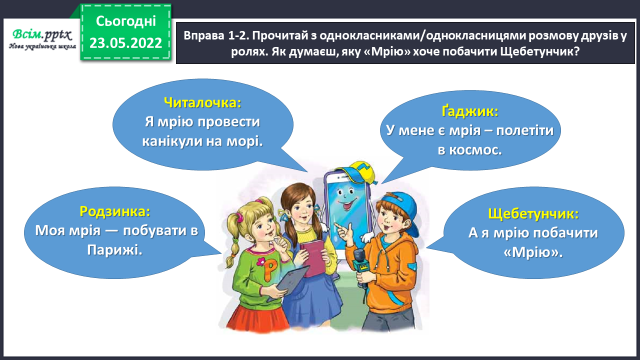 Всім.pptx
Нова українська школа
Сьогодні
23.05.2022
Вправа 1-2. Прочитай з однокласниками/однокласницями розмову друзів у
ролях. Як думаєш, яку «Мрію» хоче побачити Щебетунчик?
Читалочка:
Я мрію провести
канікули на морі.
Ґаджик:
У мене є мрія – полетіти
в космос.
Родзинка:
Моя мрія — побувати в
Парижі.
Щебетунчик:
А я мрію побачити
«Мрію».
Р